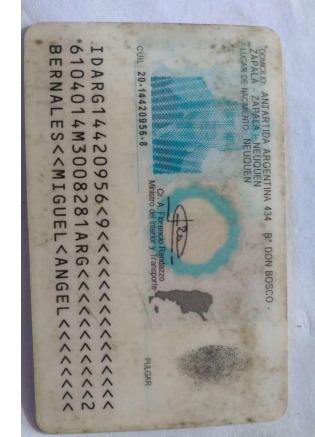 DOMICILIO: ANTARTIDA ARGENTINA 434 B° DON BOSCO -
ZAPALA - ZAPALA - NEUQUEN
LUGAR DE NACIMIENTO: NEUQUEN
CUIL: 20-14420956-8
Cr. A. Florencio Randazzo
Ministro del Interior y Transporte
PULGAR
IDARG14420956<9<<<<<<<<<<<<<<<
6104014M3008281ARG<<<<<<<<<<<2
BERNALES<<MIGUEL<ANGEL<<<<<<<<